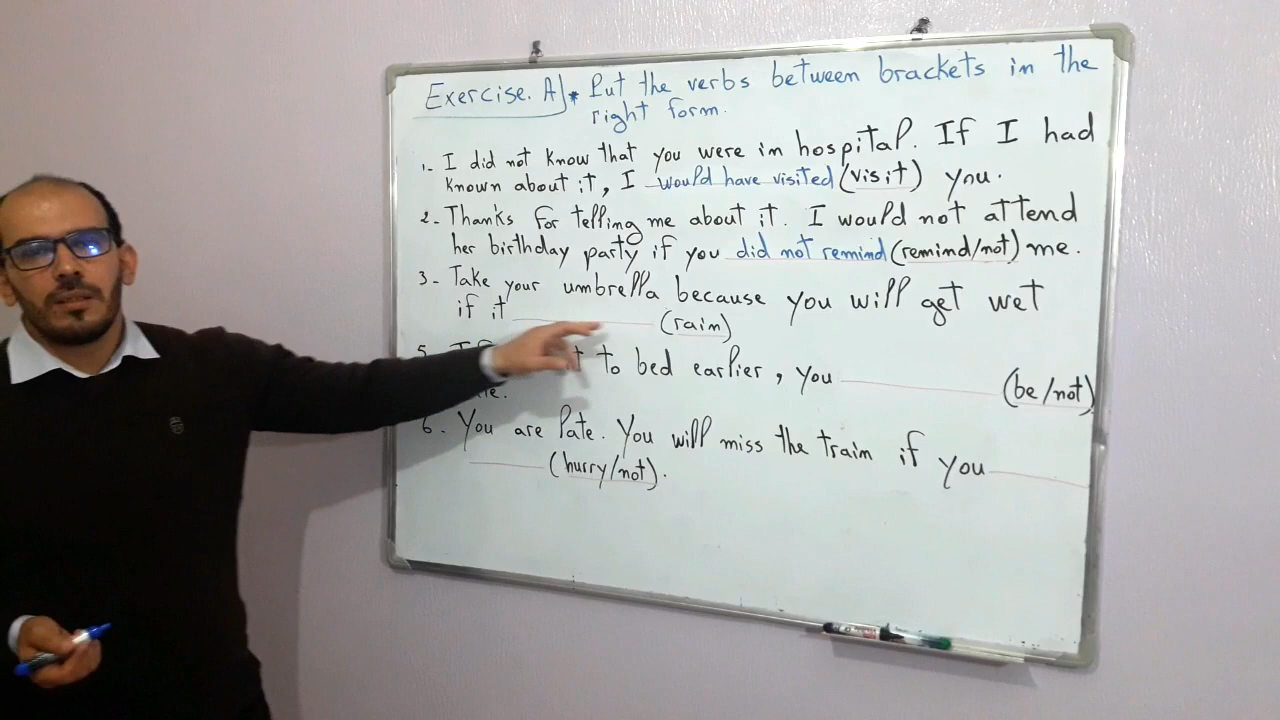 Exercise. A)* Put the verbs between brackets in the
right form.
1- I did not know that you were in hospital. If I had
known about it, I would have visited (visit) you.
2- Thanks for telling me about it. I would not attend
her birthday party if you did not remind (remind/not) me.
3- Take your umbrella because you will get wet
if it ________ (rain)
5- to bed earlier, you ________ (be/not)
6- You are late. You will miss the train if you ________
________ (hurry/not).